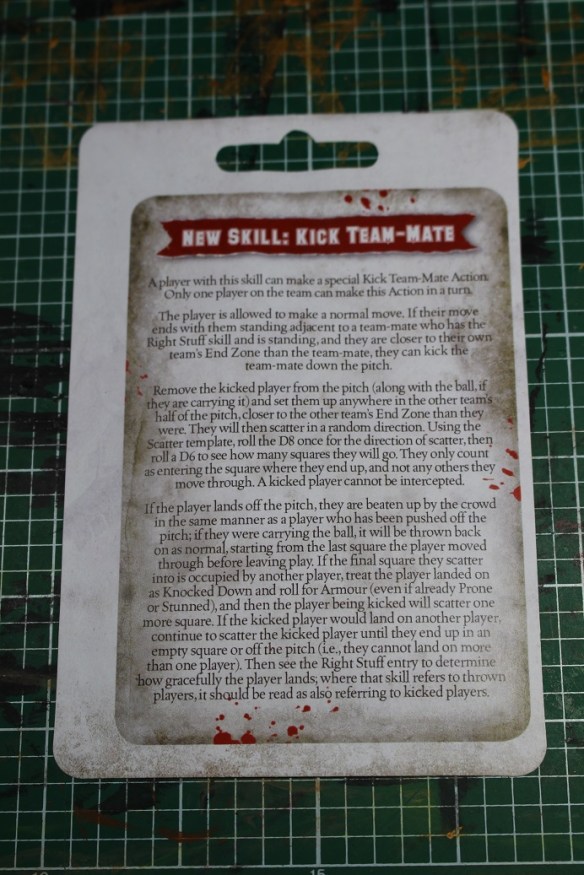 NEW SKILL: KICK TEAM-MATE
A player with this skill can make a special Kick Team-Mate Action.
Only one player on the team can make this Action in a turn.
The player is allowed to make a normal move. If their move
ends with them standing adjacent to a team-mate who has the
Right Stuff skill and is standing, and they are closer to their own
team's End Zone than the team-mate, they can kick the
team-mate down the pitch.
Remove the kicked player from the pitch (along with the ball, if
they are carrying it) and set them up anywhere in the other team's
half of the pitch, closer to the other team's End Zone than they
were. They will then scatter in a random direction. Using the
Scatter template, roll the D8 once for the direction of scatter, then
roll a D6 to see how many squares they will go. They only count
as entering the square where they end up, and not any others they
move through. A kicked player cannot be intercepted.
If the player lands off the pitch, they are beaten up by the crowd
in the same manner as a player who has been pushed off the
pitch; if they were carrying the ball, it will be thrown back
on as normal, starting from the last square the player moved
through before leaving play. If the final square they scatter
into is occupied by another player, treat the player landed on
as Knocked Down and roll for Armour (even if already Prone
or Stunned), and then the player being kicked will scatter one
more square. If the kicked player would land on another player,
continue to scatter the kicked player until they end up in an
empty square or off the pitch (i.e., they cannot land on more
than one player). Then see the Right Stuff entry to determine
how gracefully the player lands; where that skill refers to thrown
players, it should be read as also referring to kicked players.
15